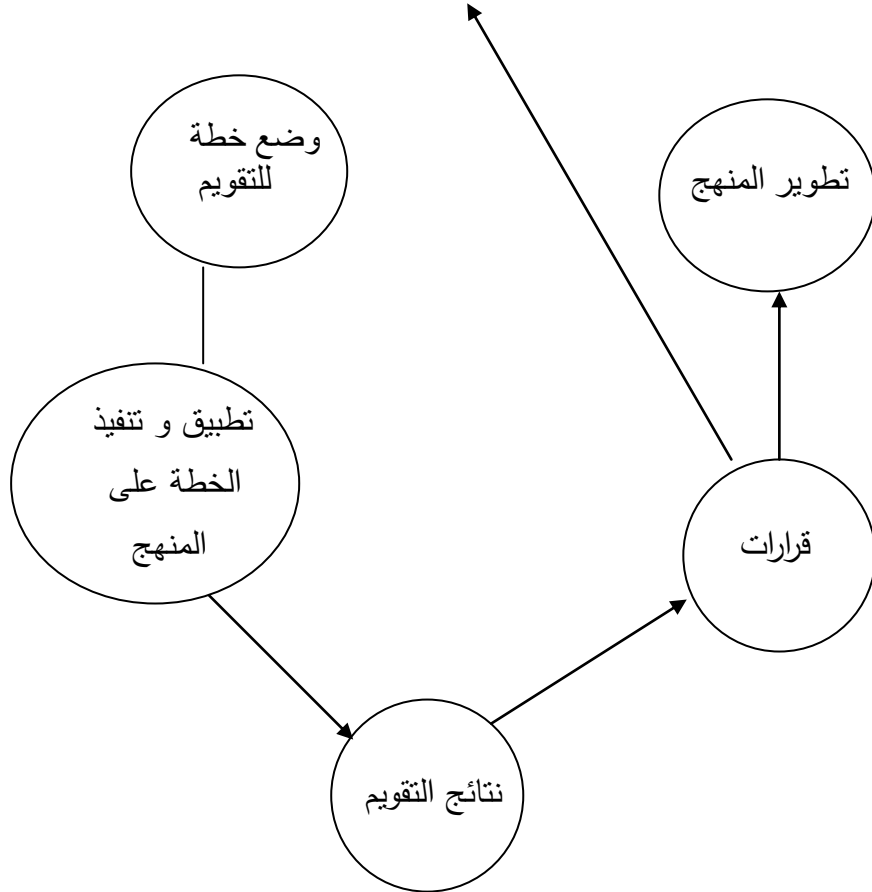 وضع خطة
للتقويم
تطوير المنهج
تطبيق و تنفيذ
الخطة على
المنهج
قرارات
نتائج التقويم